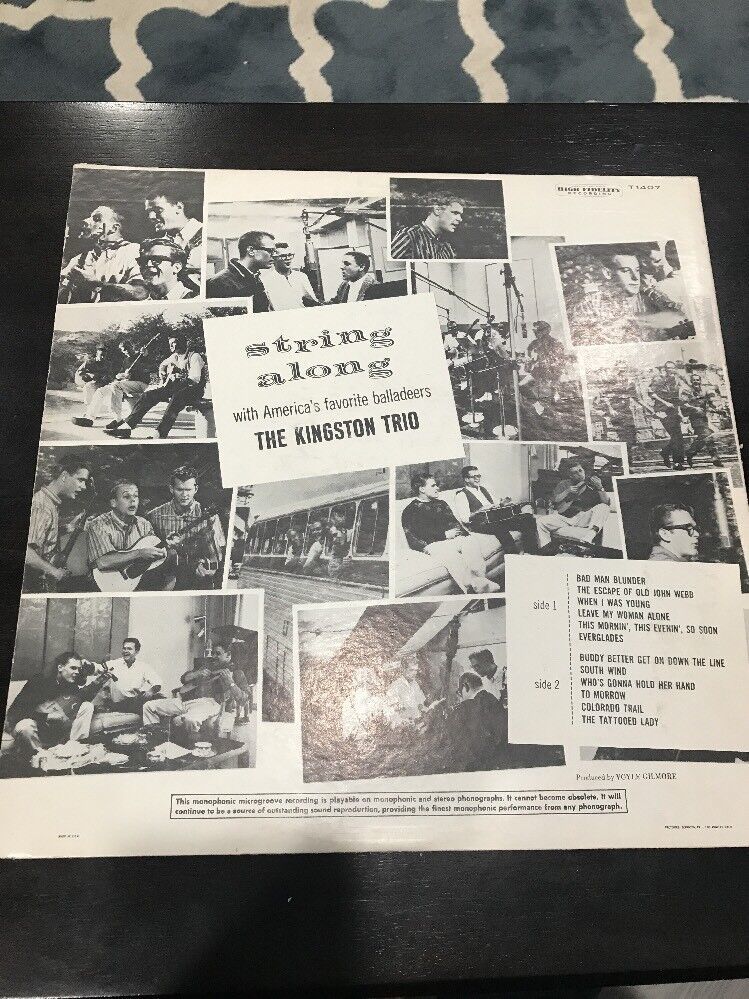 HIGH FIDELITY T1407
RECORDING
string
along
with America's favorite balladeers
THE KINGSTON TRIO
side 1
BAD MAN BLUNDER
THE ESCAPE OF OLD JOHN WEBB
WHEN I WAS YOUNG
LEAVE MY WOMAN ALONE
THIS MORNIN', THIS EVENIN', SO SOON
EVERGLADES
side 2
BUDDY BETTER GET ON DOWN THE LINE
SOUTH WIND
WHO'S GONNA HOLD HER HAND
TO MORROW
COLORADO TRAIL
THE TATTOOED LADY
Produced by VOYLE GILMORE
This monophonic microgroove recording is playable on monophonic and stereo phonographs. It cannot become obsolete. It will
continue to be a source of outstanding sound reproduction, providing the finest monophonic performance from any phonograph.